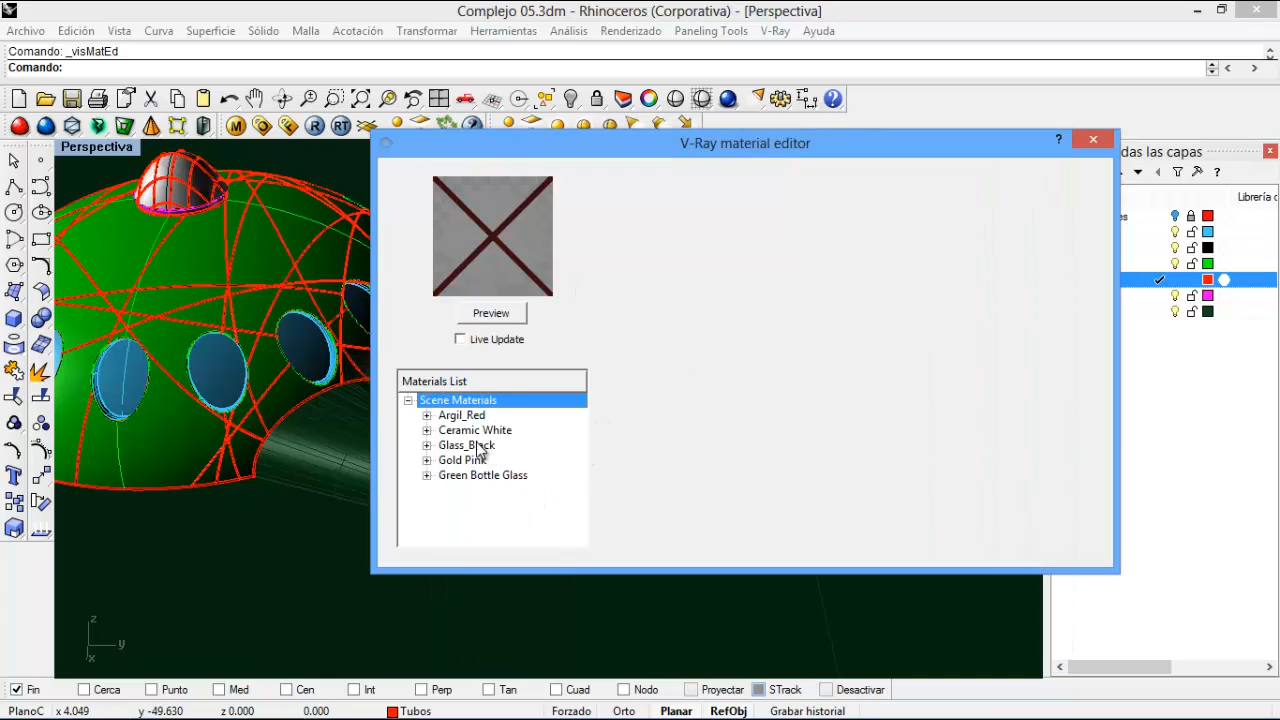 Complejo 05.3dm - Rhinoceros (Corporativa) - [Perspectiva]
Archivo Edición Vista Curva Superficie Sólido Malla Acotación Transformar Herramientas Análisis Renderizado Paneling Tools V-Ray Ayuda
Comando: _visMatEd
Comando:
Perspectiva
V-Ray material editor
das las capas
Librería d
es
Preview
Live Update
Materials List
Scene Materials
Argil_Red
Ceramic White
Glass_Black
Gold Pink
Green Bottle Glass
z
y
x
Fin Cerca Punto Med Cen Int Perp Tan Cuad Nodo Proyectar STrack Desactivar
PlanoC x 4.049 y -49.630 z 0.000 0.000 Tubos Forzado Orto Planar RefObj Grabar historial